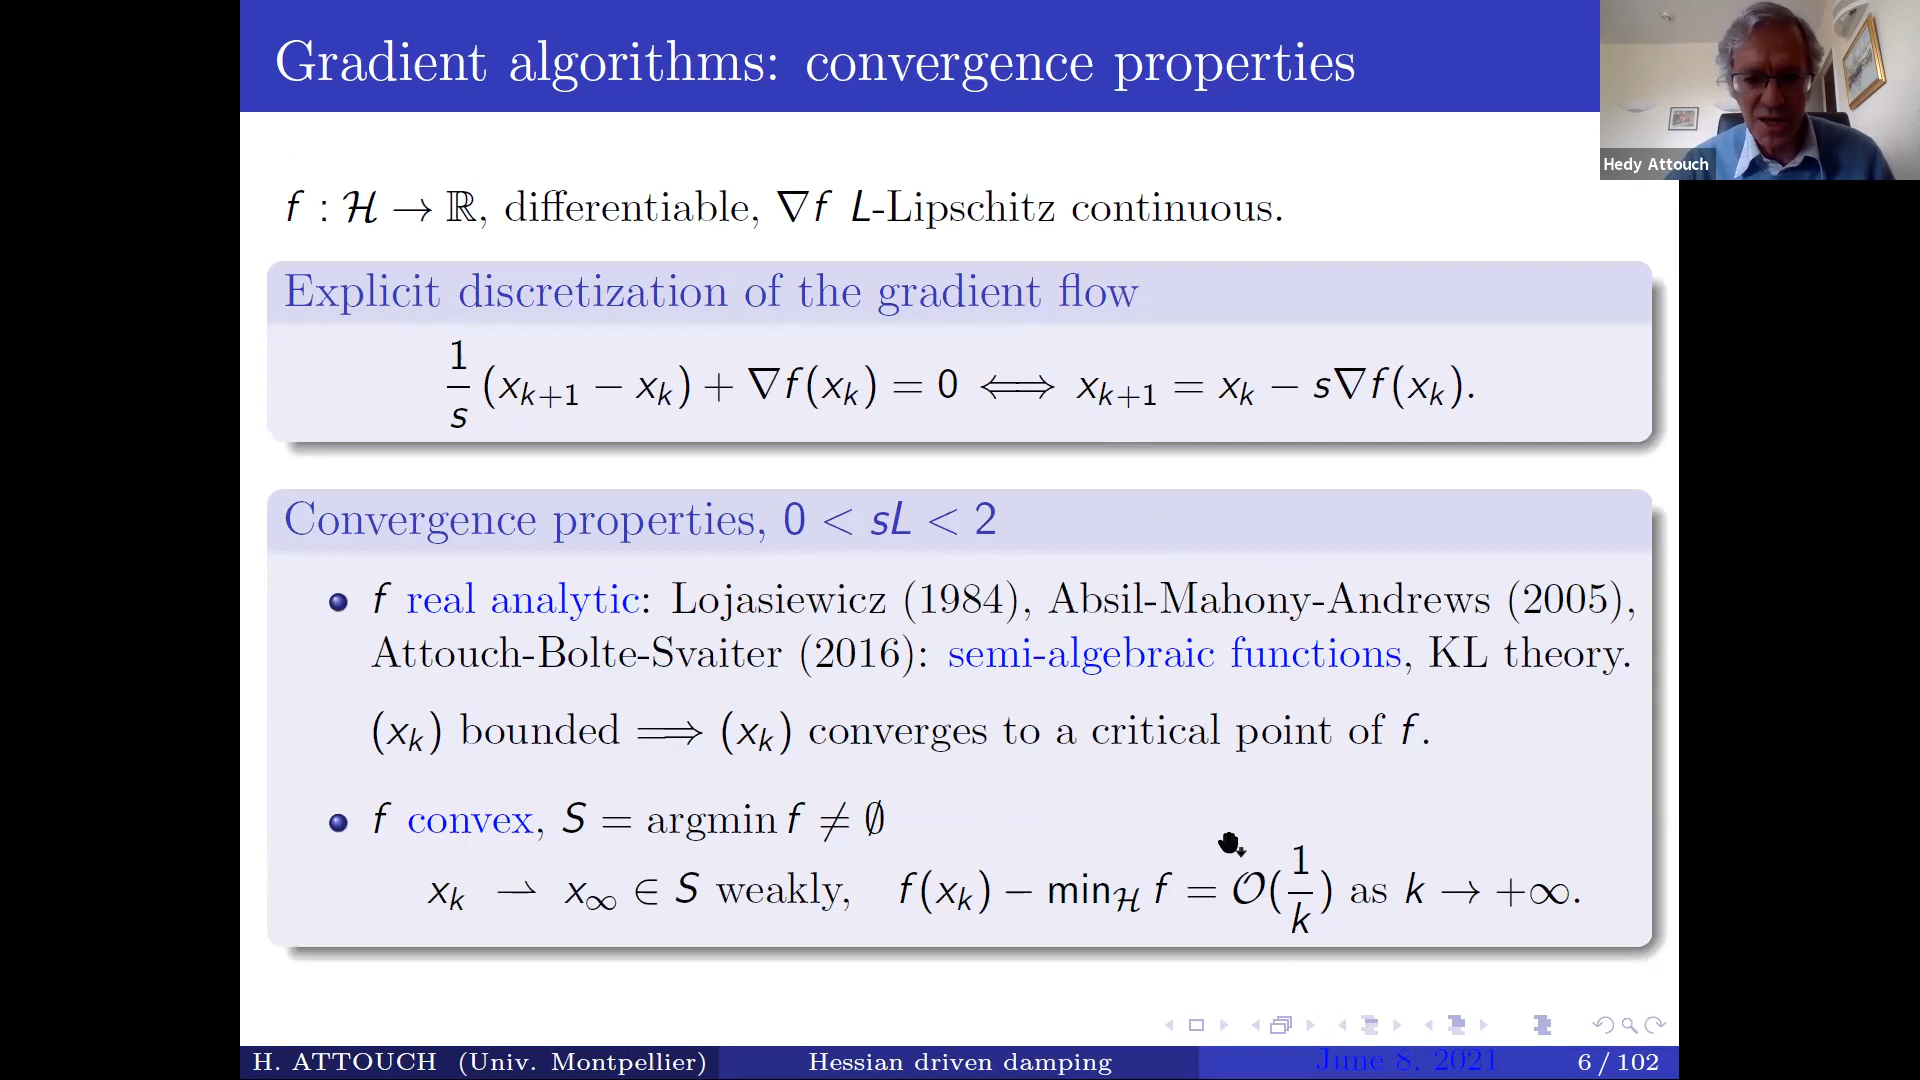 Gradient algorithms: convergence properties
Hedy Attouch
f : ℋ → ℝ, differentiable, ∇f L-Lipschitz continuous.
Explicit discretization of the gradient flow
1/s (x_{k+1} − x_k) + ∇f(x_k) = 0 ⟺ x_{k+1} = x_k − s∇f(x_k).
Convergence properties, 0 < sL < 2
f real analytic: Lojasiewicz (1984), Absil-Mahony-Andrews (2005),
Attouch-Bolte-Svaiter (2016): semi-algebraic functions, KL theory.
(x_k) bounded ⟹ (x_k) converges to a critical point of f.
f convex, S = argmin f ≠ ∅
x_k ⇀ x_∞ ∈ S weakly, f(x_k) − min_ℋ f = 𝒪(1/k) as k → +∞.
H. ATTOUCH (Univ. Montpellier) Hessian driven damping June 8, 2021 6 / 102